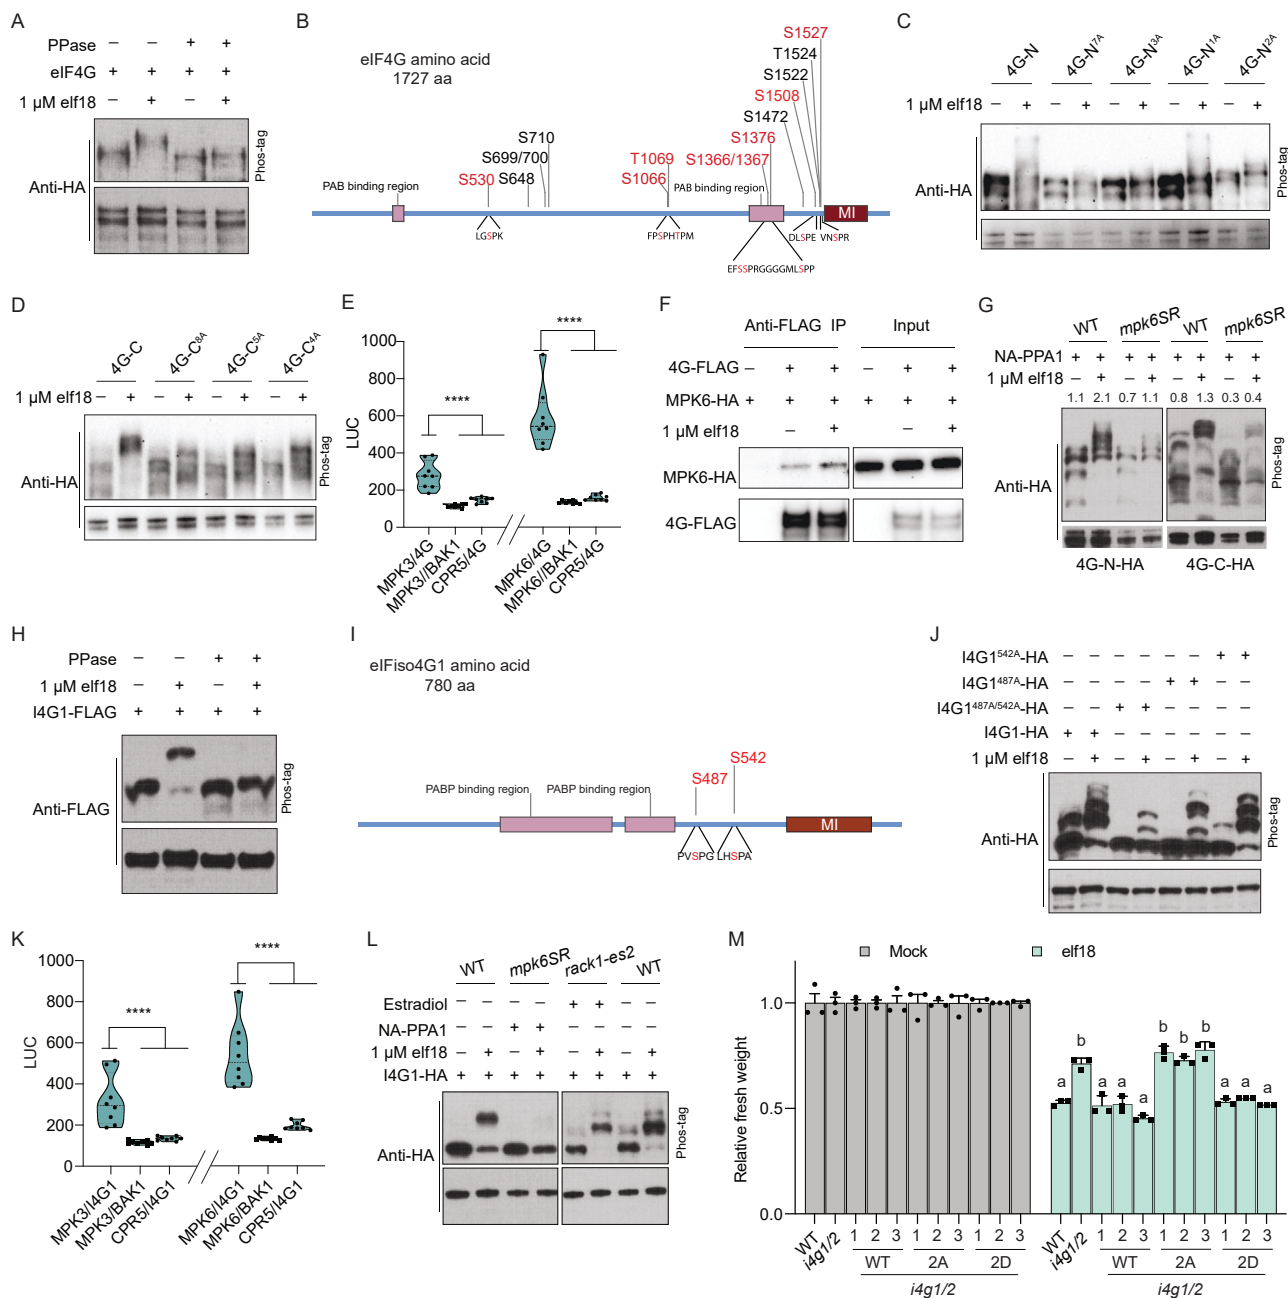 A
PPase – – + +
eIF4G + + + +
1 µM elf18 – + – +
Anti-HA
Phos-tag
B
eIF4G amino acid
1727 aa
S1527
T1524
S1522
S1508
S1472
S1376
S1366/1367
T1069
S1066
S710
S699/700
S648
S530
PAB binding region
PAB binding region
MI
LGSPK
FPSPHTPM
DLSPE
VNSPR
EFSSPRGGGGMLSPP
C
4G-N 4G-N7A 4G-N3A 4G-N1A 4G-N2A
1 µM elf18 – + – + – + – + – +
Anti-HA
Phos-tag
D
4G-C 4G-C8A 4G-C5A 4G-C4A
1 µM elf18 – + – + – + – +
Anti-HA
Phos-tag
E
LUC
1000
800
600
400
200
0
****
****
MPK3/4G
MPK3//BAK1
CPR5/4G
MPK6/4G
MPK6//BAK1
CPR5/4G
F
Anti-FLAG IP Input
4G-FLAG – + + – + +
MPK6-HA + + + + + +
1 µM elf18 – + – +
MPK6-HA
4G-FLAG
G
WT mpk6SR WT mpk6SR
NA-PPA1 + + + + + + + +
1 µM elf18 – + – + – + – +
1.1 2.1 0.7 1.1 0.8 1.3 0.3 0.4
Anti-HA
Phos-tag
4G-N-HA 4G-C-HA
H
PPase – – + +
1 µM elf18 – + – +
I4G1-FLAG + + + +
Anti-FLAG
Phos-tag
I
eIFiso4G1 amino acid
780 aa
S542
S487
PABP binding region PABP binding region
MI
PVSPG LHSPA
J
I4G1542A-HA – – – – – – + +
I4G1487A-HA – – – – + + – –
I4G1487A/542A-HA – – + + – – – –
I4G1-HA + + – – – – – –
1 µM elf18 – + – + – + – +
Anti-HA
Phos-tag
K
LUC
1000
800
600
400
200
0
****
****
MPK3/I4G1
MPK3/BAK1
CPR5/I4G1
MPK6/I4G1
MPK6/BAK1
CPR5/I4G1
L
WT mpk6SR rack1-es2 WT
Estradiol – – – – + + – –
NA-PPA1 – – + + – – – –
1 µM elf18 – + – + – + – +
I4G1-HA + + + + + + + +
Anti-HA
Phos-tag
M
Mock elf18
Relative fresh weight
1.0
0.5
0.0
a b a a a b b b a a a
WT i4g1/2 1 2 3 1 2 3 1 2 3 WT i4g1/2 1 2 3 1 2 3 1 2 3
WT 2A 2D WT 2A 2D
i4g1/2 i4g1/2